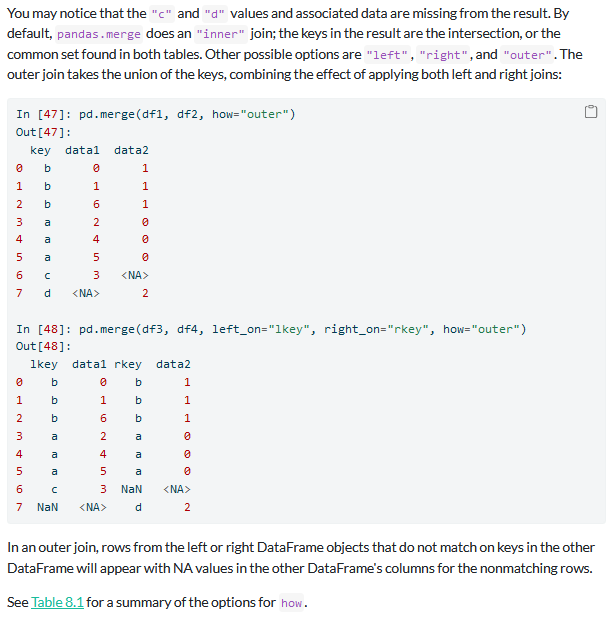 You may notice that the "c" and "d" values and associated data are missing from the result. By
default, pandas.merge does an "inner" join; the keys in the result are the intersection, or the
common set found in both tables. Other possible options are "left", "right", and "outer". The
outer join takes the union of the keys, combining the effect of applying both left and right joins:
In [47]: pd.merge(df1, df2, how="outer")
Out[47]:
  key  data1  data2
0   b      0      1
1   b      1      1
2   b      6      1
3   a      2      0
4   a      4      0
5   a      5      0
6   c      3   <NA>
7   d   <NA>      2
In [48]: pd.merge(df3, df4, left_on="lkey", right_on="rkey", how="outer")
Out[48]:
  lkey  data1 rkey  data2
0    b      0    b      1
1    b      1    b      1
2    b      6    b      1
3    a      2    a      0
4    a      4    a      0
5    a      5    a      0
6    c      3  NaN   <NA>
7  NaN   <NA>    d      2
In an outer join, rows from the left or right DataFrame objects that do not match on keys in the other
DataFrame will appear with NA values in the other DataFrame's columns for the nonmatching rows.
See Table 8.1 for a summary of the options for how.